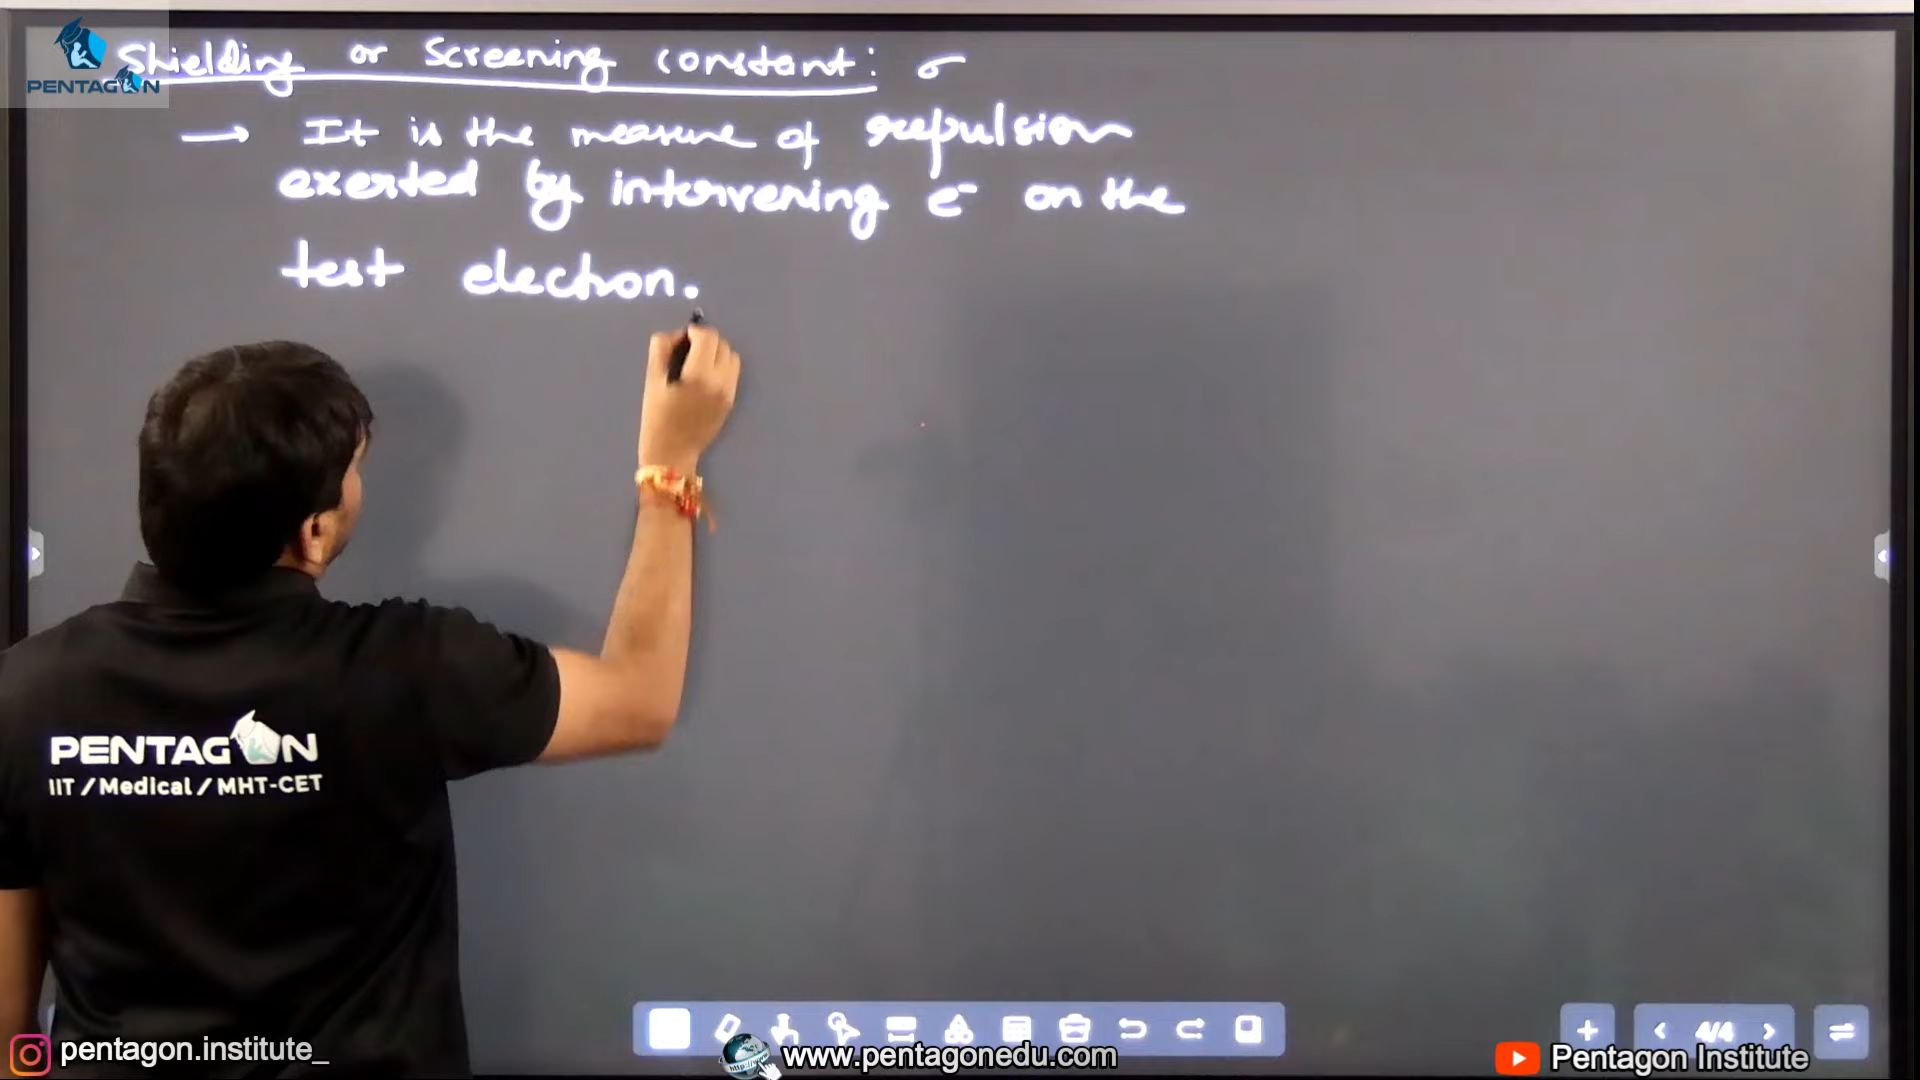 PENTAGON
Shielding or Screening constant: σ
→ It is the measure of repulsion
exerted by intervening e⁻ on the
test electron.
PENTAGON
IIT / Medical / MHT-CET
4/4
pentagon.institute_
http://
www.pentagonedu.com
Pentagon Institute